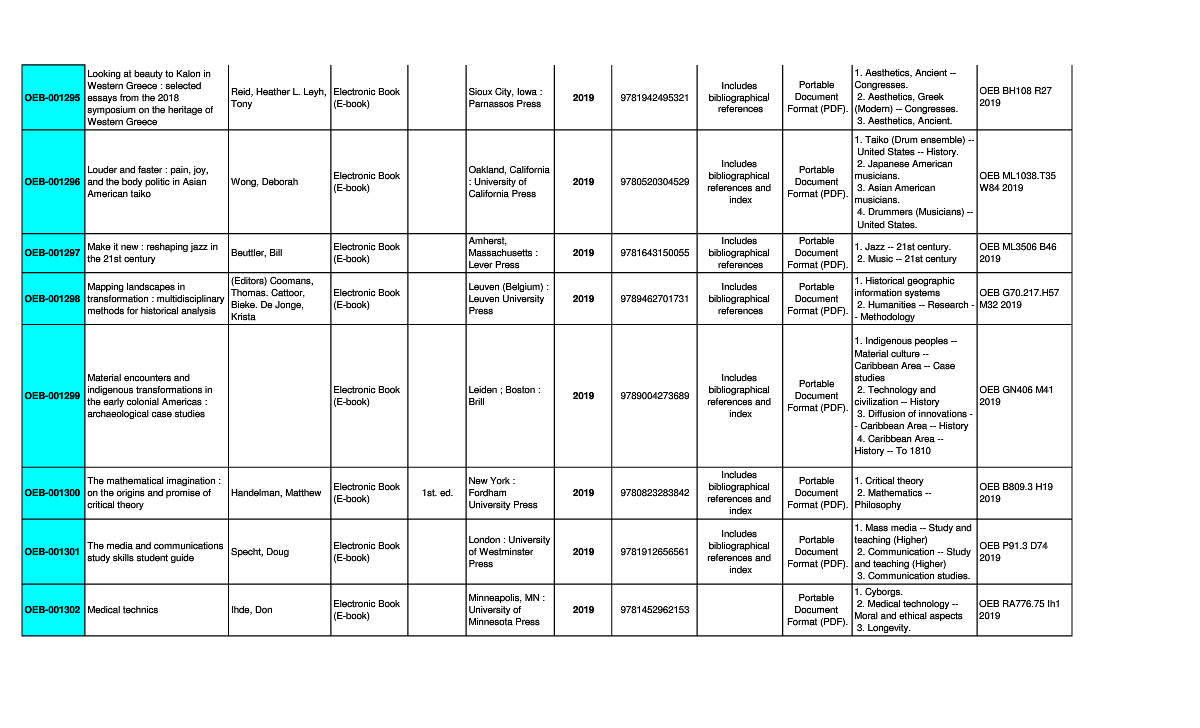 OEB-001295
Looking at beauty to Kalon in
Western Greece : selected
essays from the 2018
symposium on the heritage of
Western Greece
Reid, Heather L. Leyh,
Tony
Electronic Book
(E-book)
Sioux City, Iowa :
Parnassos Press
2019
9781942495321
Includes
bibliographical
references
Portable
Document
Format (PDF).
1. Aesthetics, Ancient --
Congresses.
2. Aesthetics, Greek
(Modern) -- Congresses.
3. Aesthetics, Ancient.
OEB BH108 R27
2019
OEB-001296
Louder and faster : pain, joy,
and the body politic in Asian
American taiko
Wong, Deborah
Electronic Book
(E-book)
Oakland, California
: University of
California Press
2019
9780520304529
Includes
bibliographical
references and
index
Portable
Document
Format (PDF).
1. Taiko (Drum ensemble) --
United States -- History.
2. Japanese American
musicians.
3. Asian American
musicians.
4. Drummers (Musicians) --
United States.
OEB ML1038.T35
W84 2019
OEB-001297
Make it new : reshaping jazz in
the 21st century
Beuttler, Bill
Electronic Book
(E-book)
Amherst,
Massachusetts :
Lever Press
2019
9781643150055
Includes
bibliographical
references
Portable
Document
Format (PDF).
1. Jazz -- 21st century.
2. Music -- 21st century
OEB ML3506 B46
2019
OEB-001298
Mapping landscapes in
transformation : multidisciplinary
methods for historical analysis
(Editors) Coomans,
Thomas. Cattoor,
Bieke. De Jonge,
Krista
Electronic Book
(E-book)
Leuven (Belgium) :
Leuven University
Press
2019
9789462701731
Includes
bibliographical
references
Portable
Document
Format (PDF).
1. Historical geographic
information systems
2. Humanities -- Research -
- Methodology
OEB G70.217.H57
M32 2019
OEB-001299
Material encounters and
indigenous transformations in
the early colonial Americas :
archaeological case studies
Electronic Book
(E-book)
Leiden ; Boston :
Brill
2019
9789004273689
Includes
bibliographical
references and
index
Portable
Document
Format (PDF).
1. Indigenous peoples --
Material culture --
Caribbean Area -- Case
studies
2. Technology and
civilization -- History
3. Diffusion of innovations -
- Caribbean Area -- History
4. Caribbean Area --
History -- To 1810
OEB GN406 M41
2019
OEB-001300
The mathematical imagination :
on the origins and promise of
critical theory
Handelman, Matthew
Electronic Book
(E-book)
1st. ed.
New York :
Fordham
University Press
2019
9780823283842
Includes
bibliographical
references and
index
Portable
Document
Format (PDF).
1. Critical theory
2. Mathematics --
Philosophy
OEB B809.3 H19
2019
OEB-001301
The media and communications
study skills student guide
Specht, Doug
Electronic Book
(E-book)
London : University
of Westminster
Press
2019
9781912656561
Includes
bibliographical
references and
index
Portable
Document
Format (PDF).
1. Mass media -- Study and
teaching (Higher)
2. Communication -- Study
and teaching (Higher)
3. Communication studies.
OEB P91.3 D74
2019
OEB-001302
Medical technics
Ihde, Don
Electronic Book
(E-book)
Minneapolis, MN :
University of
Minnesota Press
2019
9781452962153
Portable
Document
Format (PDF).
1. Cyborgs.
2. Medical technology --
Moral and ethical aspects
3. Longevity.
OEB RA776.75 Ih1
2019